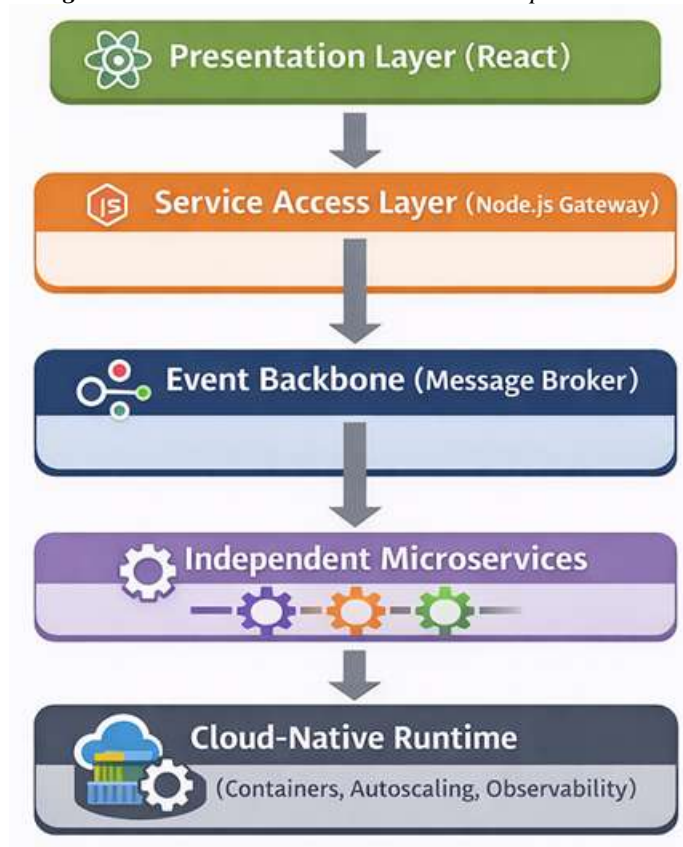 Presentation Layer (React)
JS
Service Access Layer (Node.js Gateway)
Event Backbone (Message Broker)
Independent Microservices
Cloud-Native Runtime
(Containers, Autoscaling, Observability)